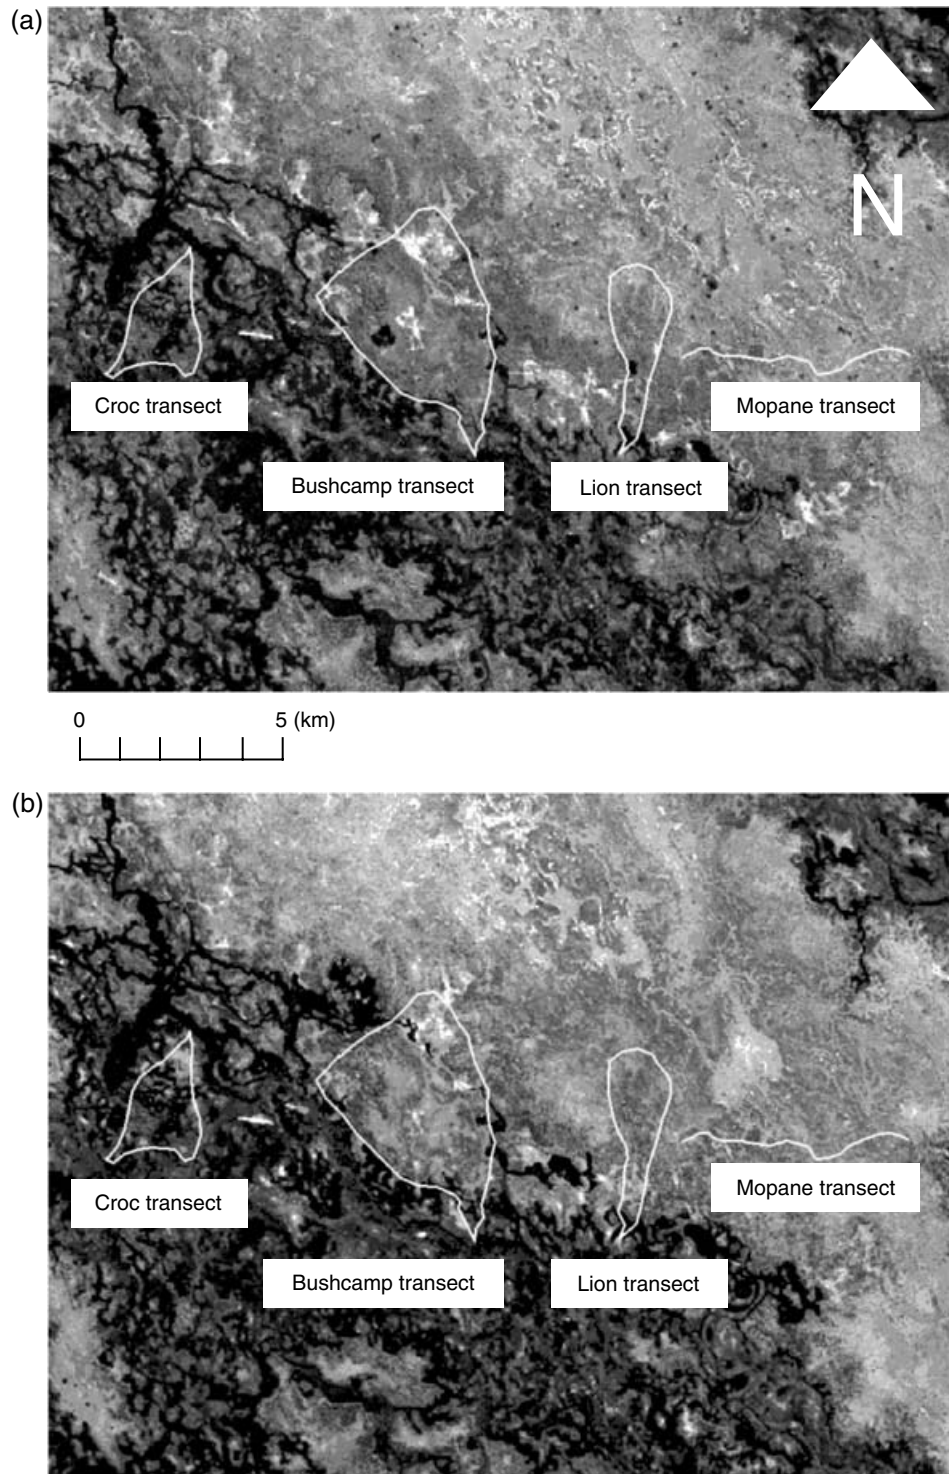 (a)
N
Croc transect
Mopane transect
Bushcamp transect
Lion transect
0 5 (km)
(b)
Croc transect
Mopane transect
Bushcamp transect
Lion transect